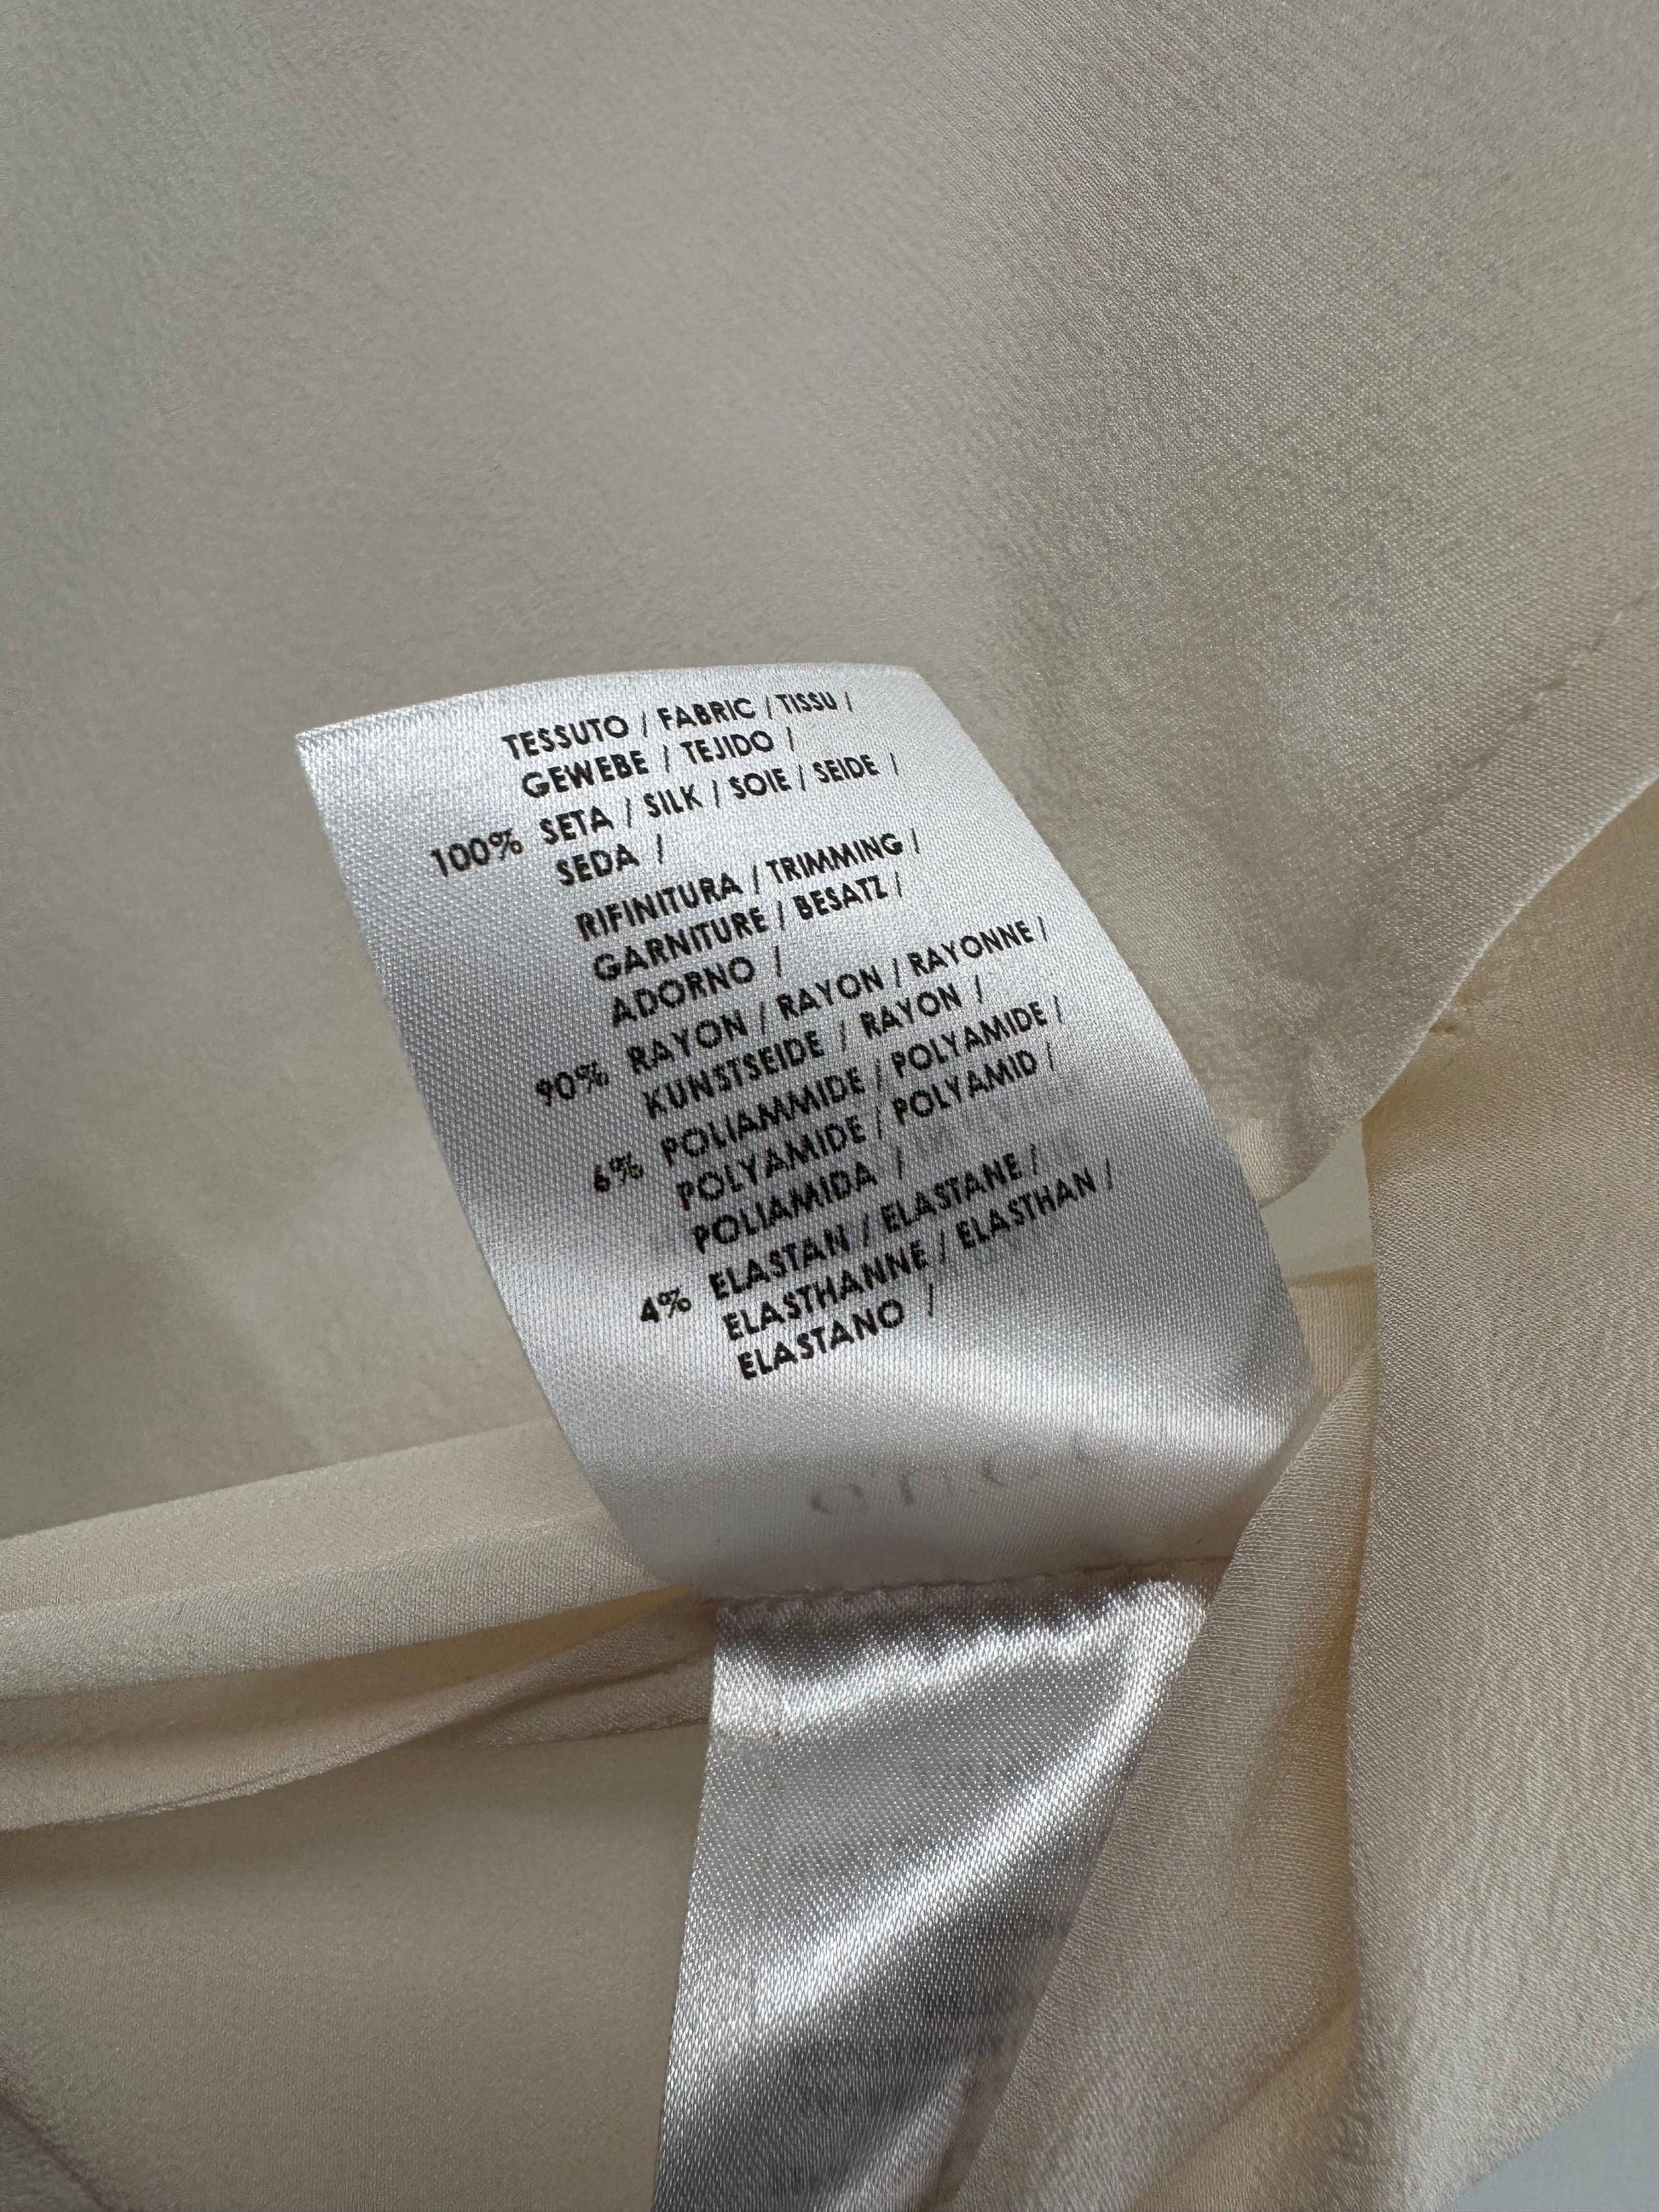 TESSUTO / FABRIC / TISSU /
GEWEBE / TEJIDO /
100% SETA / SILK / SOIE / SEIDE /
SEDA /
RIFINITURA / TRIMMING /
GARNITURE / BESATZ /
ADORNO /
90% RAYON / RAYON / RAYONNE /
KUNSTSEIDE / RAYON /
6% POLIAMMIDE / POLYAMIDE /
POLYAMIDE / POLYAMID /
POLIAMIDA /
4% ELASTAN / ELASTANE /
ELASTHANNE / ELASTHAN /
ELASTANO /